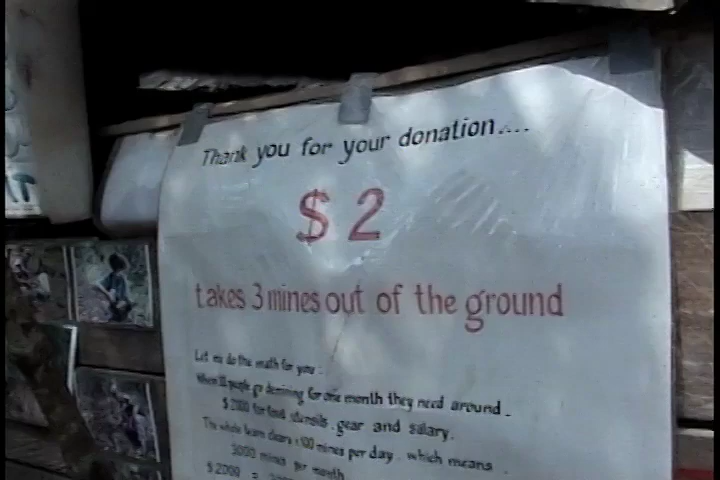 Thank you for your donation....
$ 2
takes 3 mines out of the ground
Let me do the math for you :
When 10 people go demining for one month they need around .
$ 2000 for food utensils . gear and salary.
The whole team clears x 100 mines per day . which means .
3000 mines per month
$ 2000 =